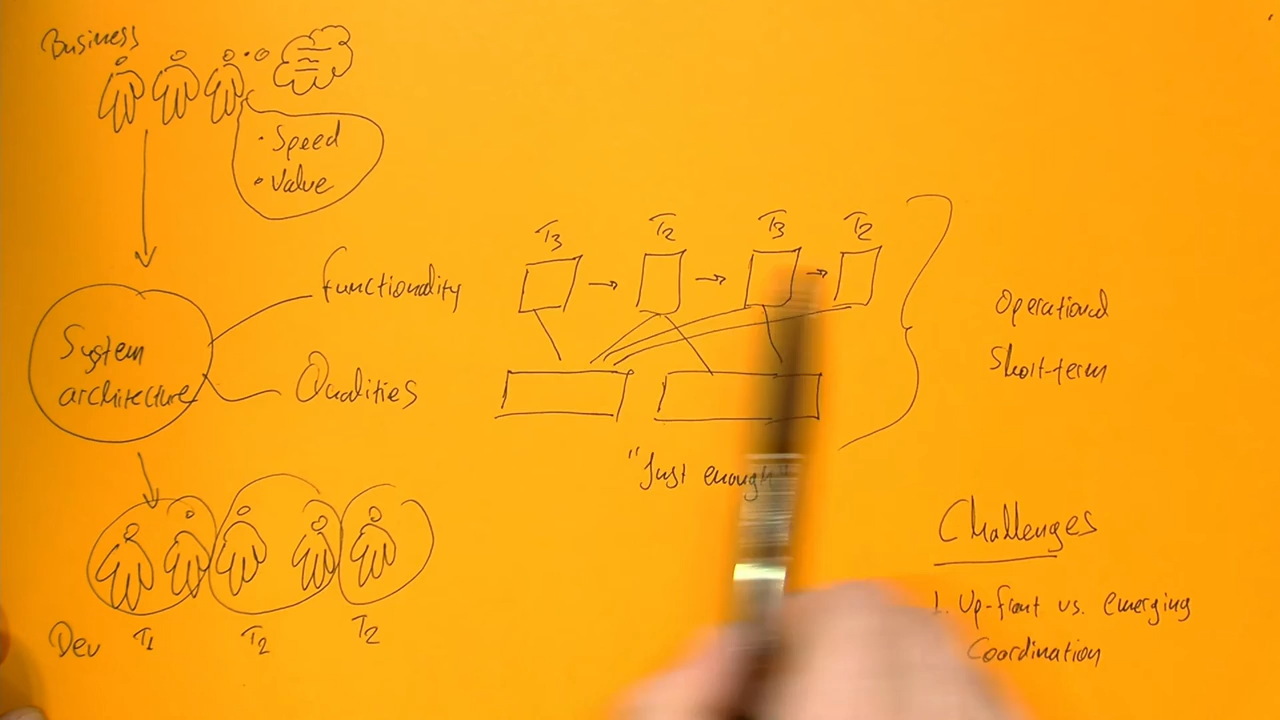 Business
• Speed
• Value
System
architecture
Functionality
Qualities
T3
T2
T3
T2
"Just enough"
Operational
Short-term
Dev
T1
T2
T2
Challenges
1. Up-front vs. emerging
Coordination